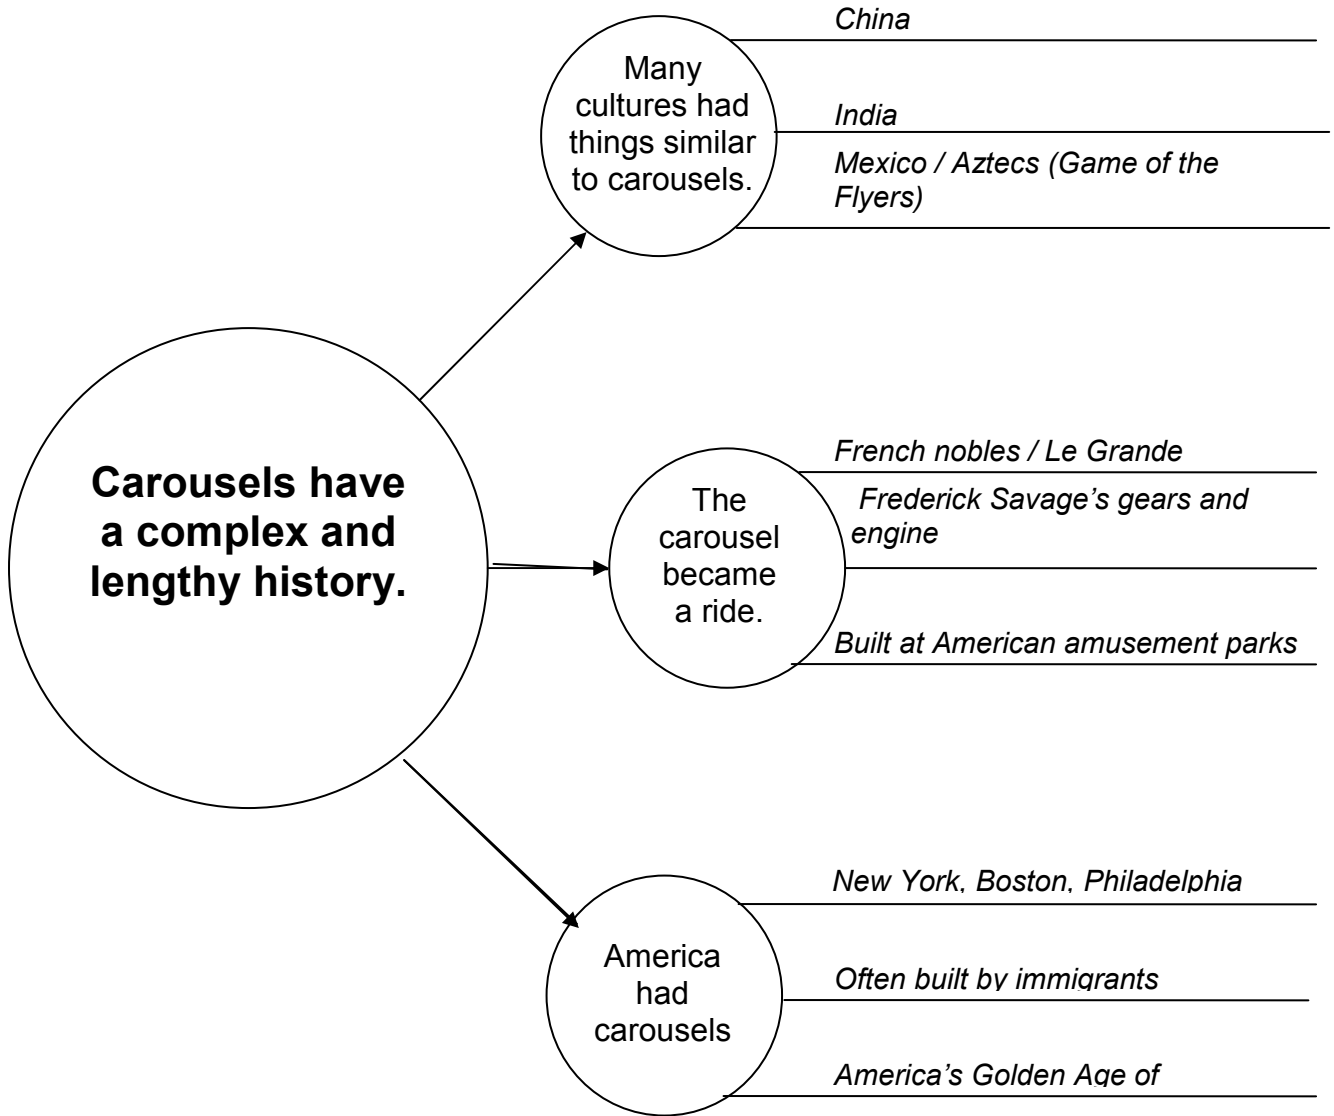 China
Many
cultures had
things similar
to carousels.
India
Mexico / Aztecs (Game of the
Flyers)
Carousels have
a complex and
lengthy history.
French nobles / Le Grande
The
carousel
became
a ride.
Frederick Savage's gears and
engine
Built at American amusement parks
New York, Boston, Philadelphia
America
had
carousels
Often built by immigrants
America's Golden Age of